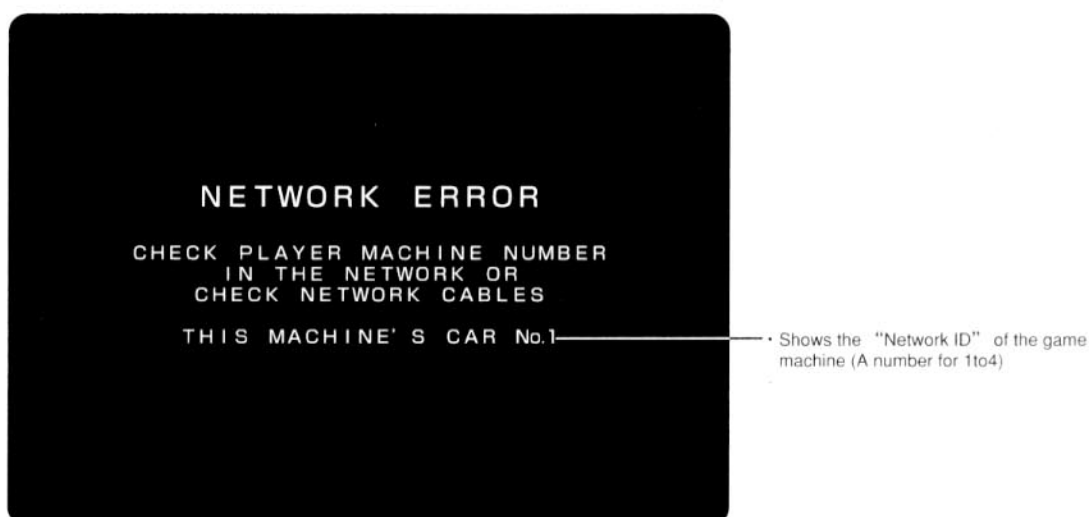 NETWORK ERROR
CHECK PLAYER MACHINE NUMBER
IN THE NETWORK OR
CHECK NETWORK CABLES
THIS MACHINE'S CAR No.1
· Shows the "Network ID" of the game
machine (A number for 1to4)